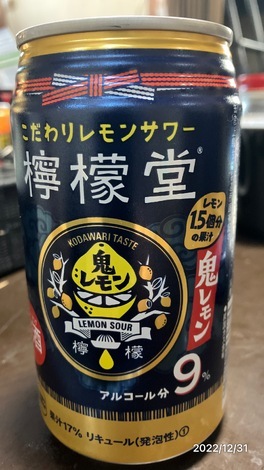 こだわりレモンサワー
檸檬堂
レモン
1.5個分
の果汁
KODAWARI TASTE
鬼
レモン
LEMON SOUR
檸檬
鬼レモン
酒
アルコール分 9%
果汁17% リキュール(発泡性)①
2022/12/31